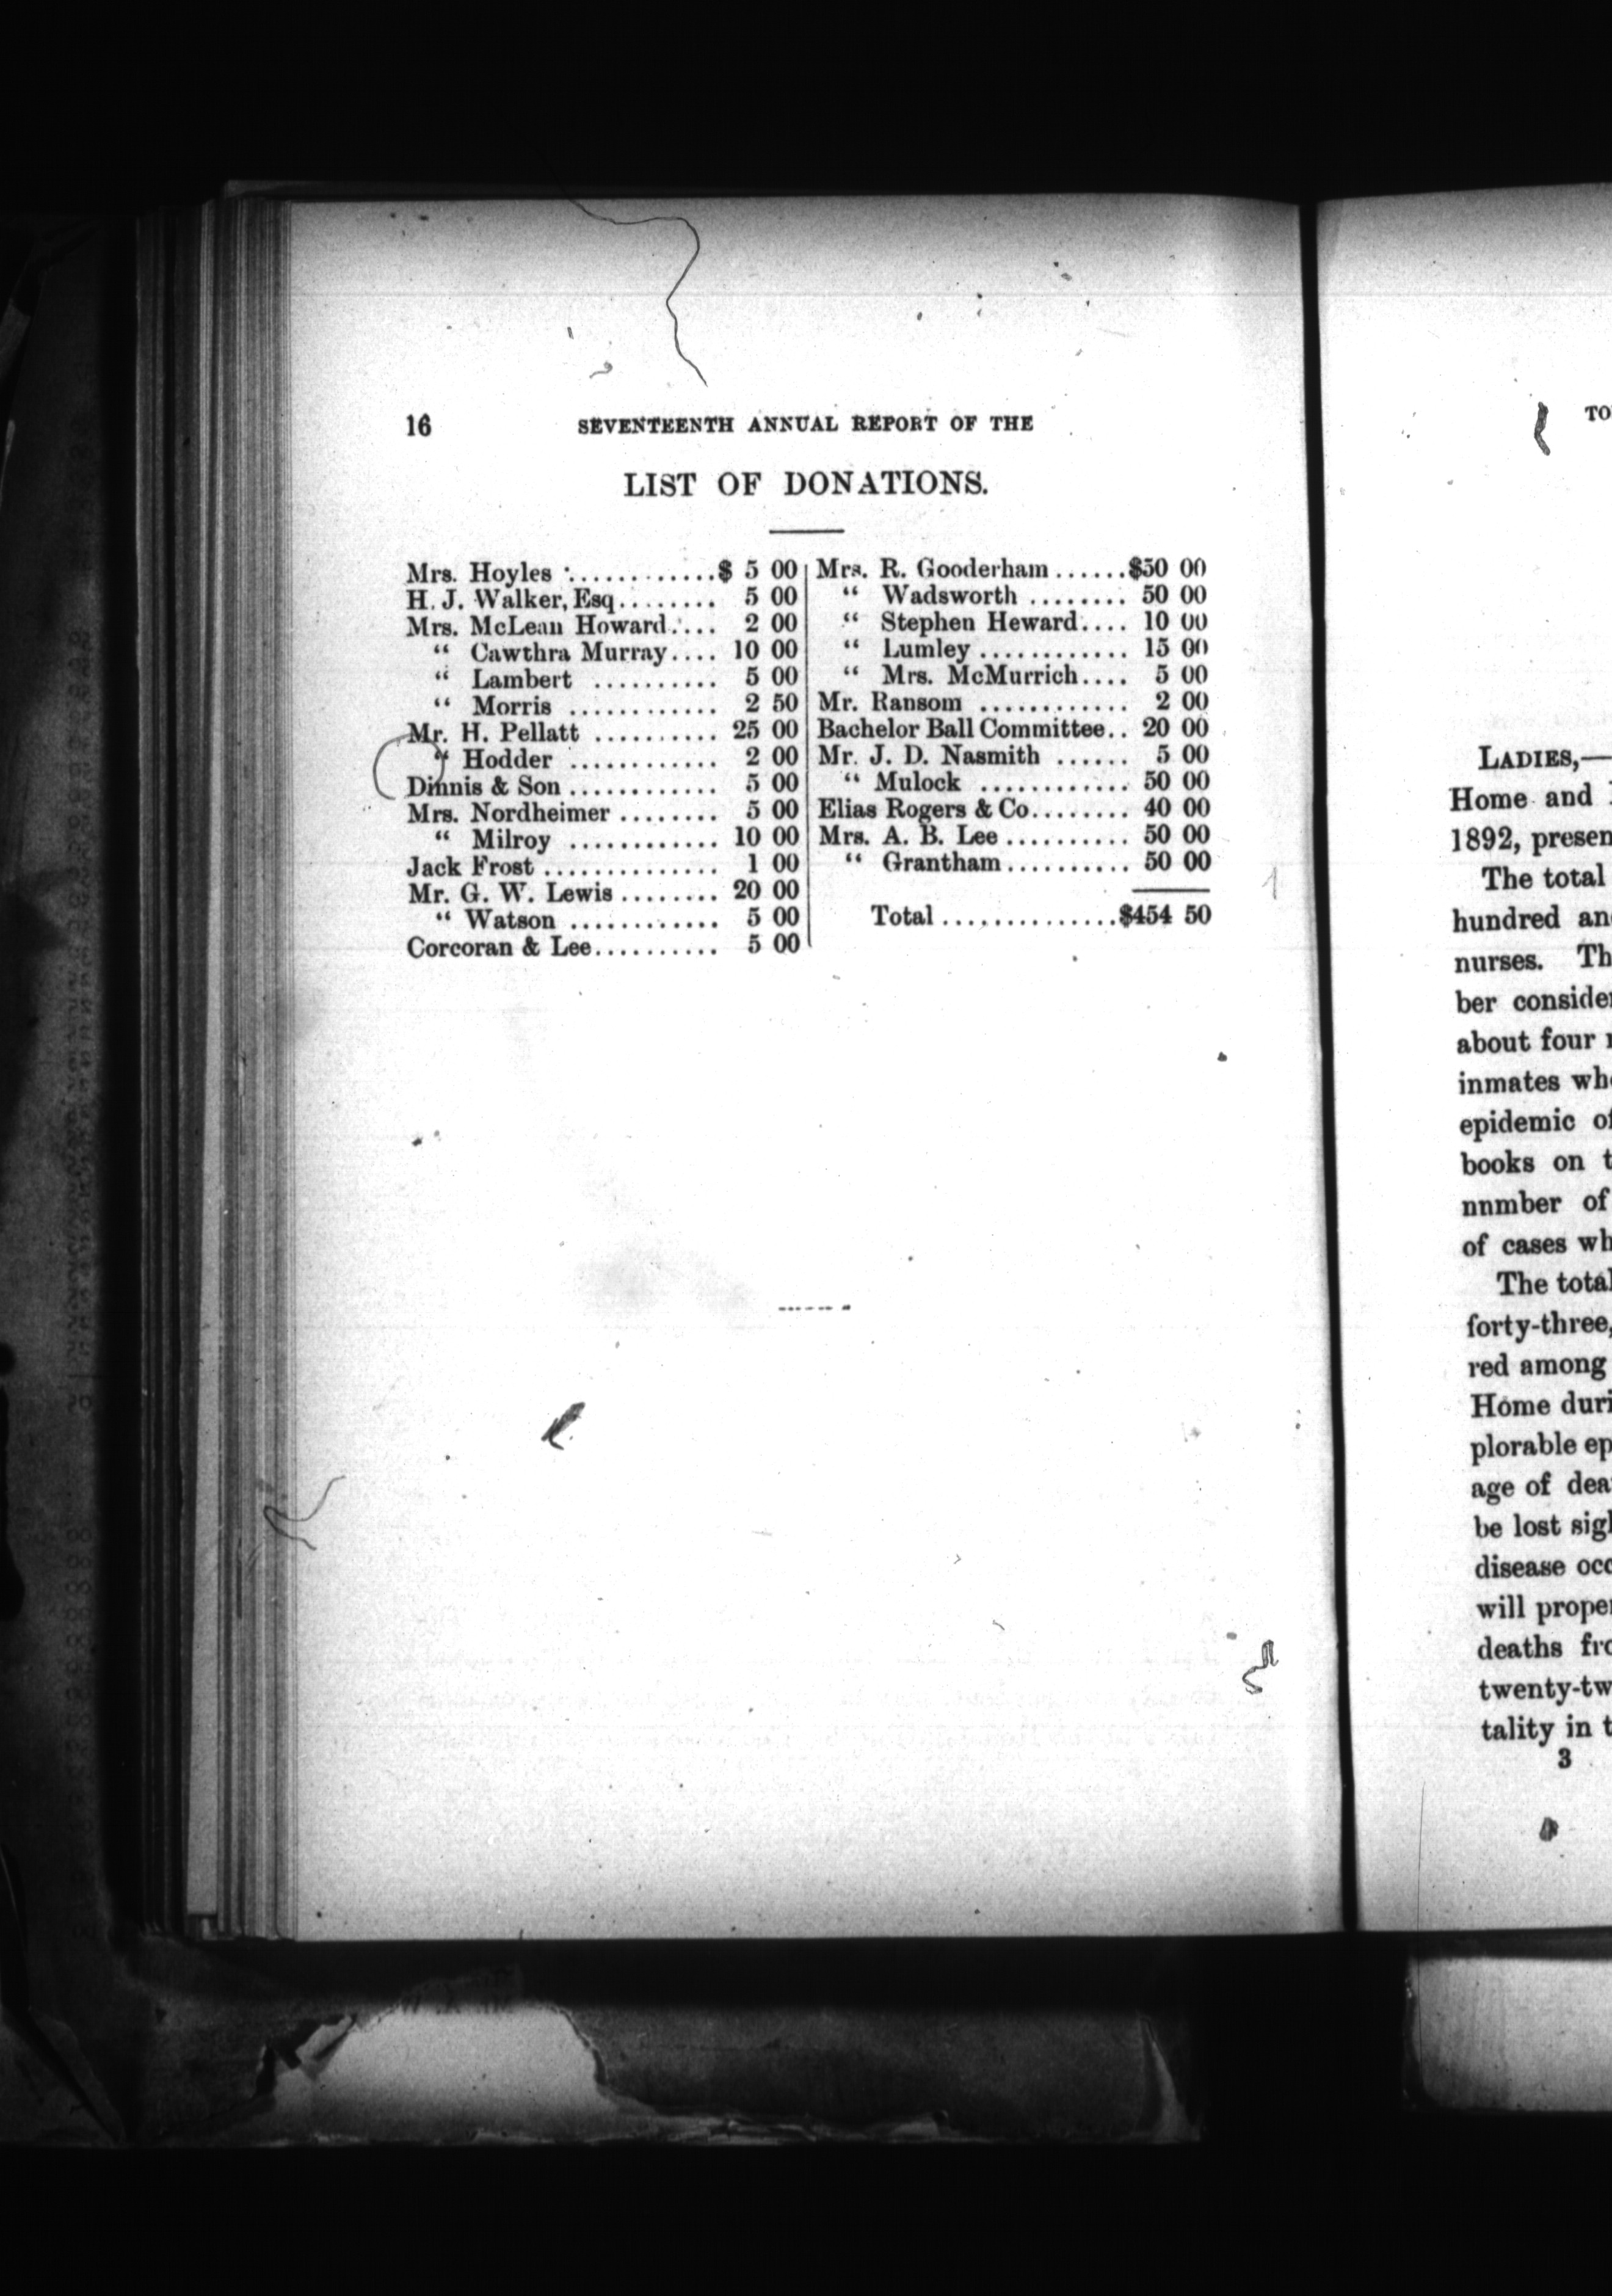 16 SEVENTEENTH ANNUAL REPORT OF THE
LIST OF DONATIONS.
Mrs. Hoyles ............ $ 5 00
H. J. Walker, Esq ........ 5 00
Mrs. McLean Howard .... 2 00
“ Cawthra Murray .... 10 00
“ Lambert .......... 5 00
“ Morris ............ 2 50
Mr. H. Pellatt .......... 25 00
“ Hodder ............ 2 00
Dinnis & Son ............ 5 00
Mrs. Nordheimer ........ 5 00
“ Milroy ............ 10 00
Jack Frost .............. 1 00
Mr. G. W. Lewis ........ 20 00
“ Watson ............ 5 00
Corcoran & Lee .......... 5 00
Mrs. R. Gooderham ...... $50 00
“ Wadsworth ........ 50 00
“ Stephen Heward .... 10 00
“ Lumley ............ 15 00
“ Mrs. McMurrich .... 5 00
Mr. Ransom ............ 2 00
Bachelor Ball Committee .. 20 00
Mr. J. D. Nasmith ...... 5 00
“ Mulock ............ 50 00
Elias Rogers & Co ........ 40 00
Mrs. A. B. Lee .......... 50 00
“ Grantham .......... 50 00
Total .............. $454 50
TO
LADIES,—
Home and
1892, presen
The total
hundred an
nurses. Th
ber conside
about four
inmates wh
epidemic of
books on t
nnmber of
of cases wh
The total
forty-three,
red among
Home duri
plorable ep
age of dea
be lost sigh
disease occ
will prope
deaths fro
twenty-tw
tality in t
3